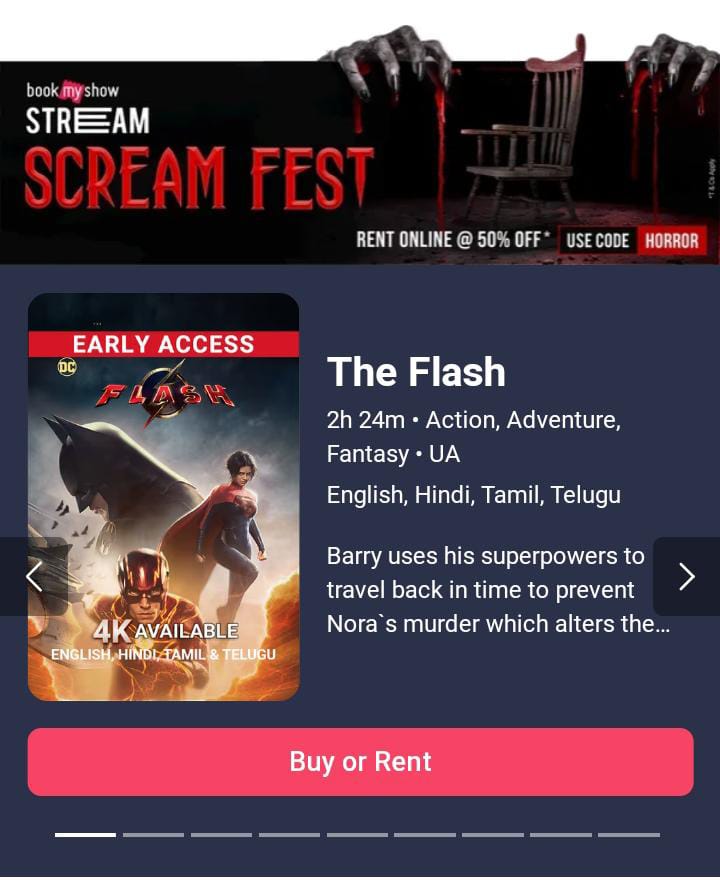 book my show
STREAM
SCREAM FEST
*T & Cs Apply
RENT ONLINE @ 50% OFF* USE CODE HORROR
EARLY ACCESS
DC
FLASH
4K AVAILABLE
ENGLISH, HINDI, TAMIL & TELUGU
The Flash
2h 24m • Action, Adventure,
Fantasy • UA
English, Hindi, Tamil, Telugu
Barry uses his superpowers to
travel back in time to prevent
Nora`s murder which alters the...
Buy or Rent